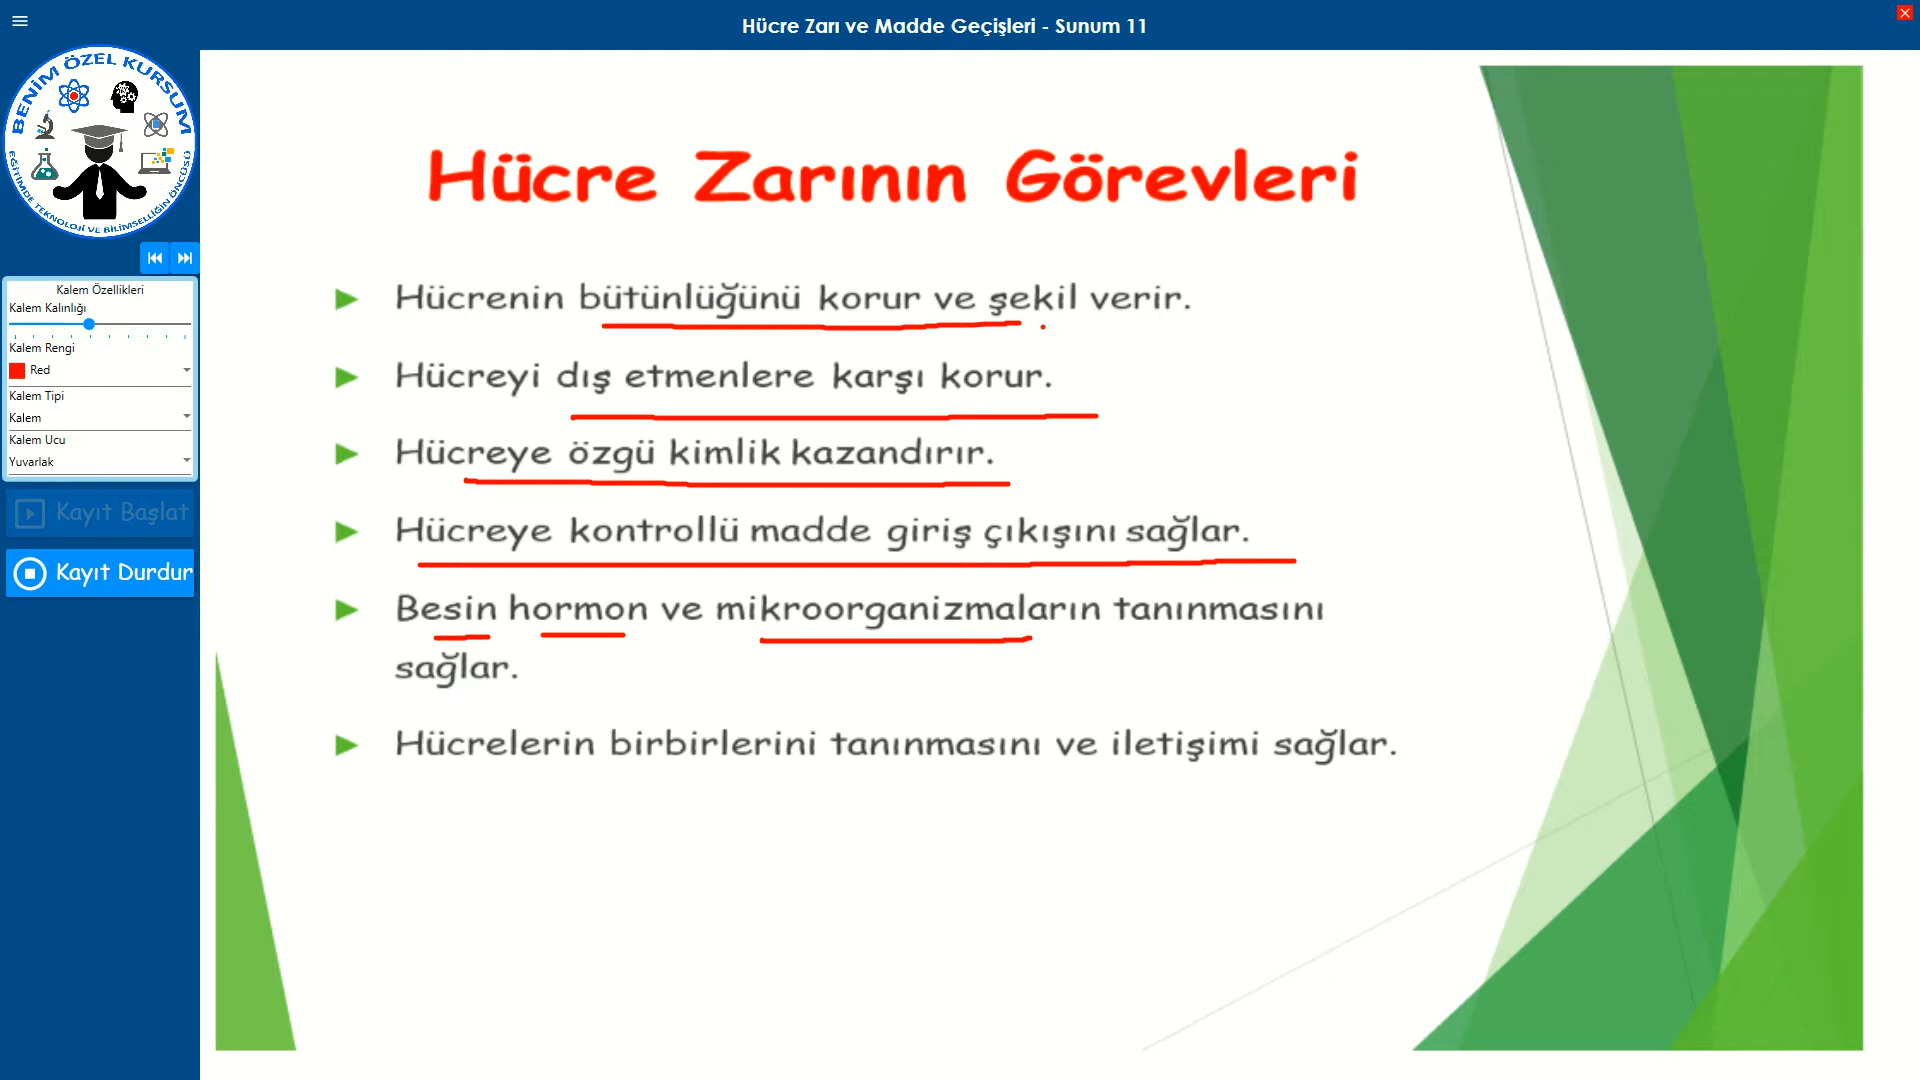 Hücre Zarı ve Madde Geçişleri - Sunum 11
BENİM ÖZEL KURSUM
EĞİTİMDE TEKNOLOJİ VE BİLİMSELLİĞİN ÖNCÜSÜ
Kalem Özellikleri
Kalem Kalınlığı
Kalem Rengi
Red
Kalem Tipi
Kalem
Kalem Ucu
Yuvarlak
Kayıt Başlat
Kayıt Durdur
Hücre Zarının Görevleri
Hücrenin bütünlüğünü korur ve şekil verir.
Hücreyi dış etmenlere karşı korur.
Hücreye özgü kimlik kazandırır.
Hücreye kontrollü madde giriş çıkışını sağlar.
Besin hormon ve mikroorganizmaların tanınmasını
sağlar.
Hücrelerin birbirlerini tanınmasını ve iletişimi sağlar.